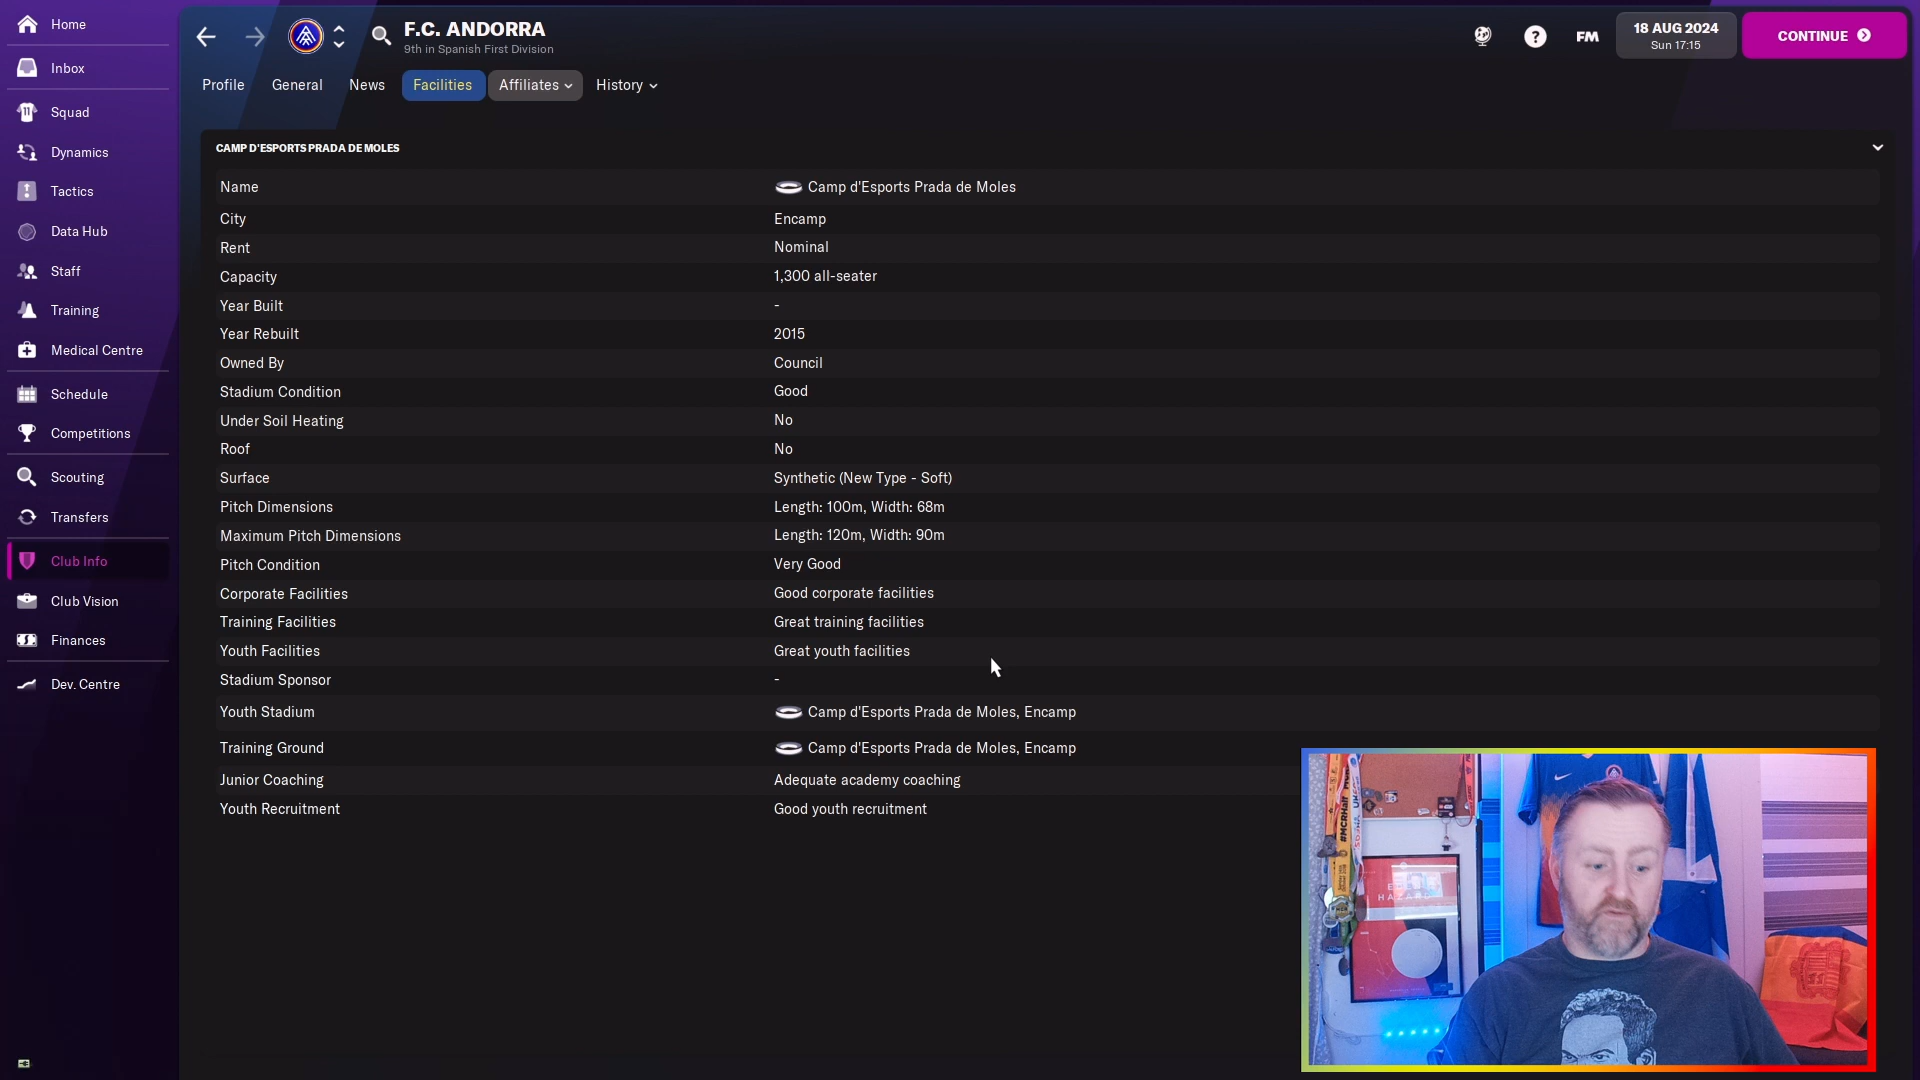 Home
Inbox
Squad
Dynamics
Tactics
Data Hub
Staff
Training
Medical Centre
Schedule
Competitions
Scouting
Transfers
Club Info
Club Vision
Finances
Dev. Centre
F.C. ANDORRA
9th in Spanish First Division
FM
18 AUG 2024
Sun 17:15
CONTINUE
Profile General News Facilities Affiliates History
CAMP D'ESPORTS PRADA DE MOLES
Name Camp d'Esports Prada de Moles
City Encamp
Rent Nominal
Capacity 1,300 all-seater
Year Built -
Year Rebuilt 2015
Owned By Council
Stadium Condition Good
Under Soil Heating No
Roof No
Surface Synthetic (New Type - Soft)
Pitch Dimensions Length: 100m, Width: 68m
Maximum Pitch Dimensions Length: 120m, Width: 90m
Pitch Condition Very Good
Corporate Facilities Good corporate facilities
Training Facilities Great training facilities
Youth Facilities Great youth facilities
Stadium Sponsor -
Youth Stadium Camp d'Esports Prada de Moles, Encamp
Training Ground Camp d'Esports Prada de Moles, Encamp
Junior Coaching Adequate academy coaching
Youth Recruitment Good youth recruitment